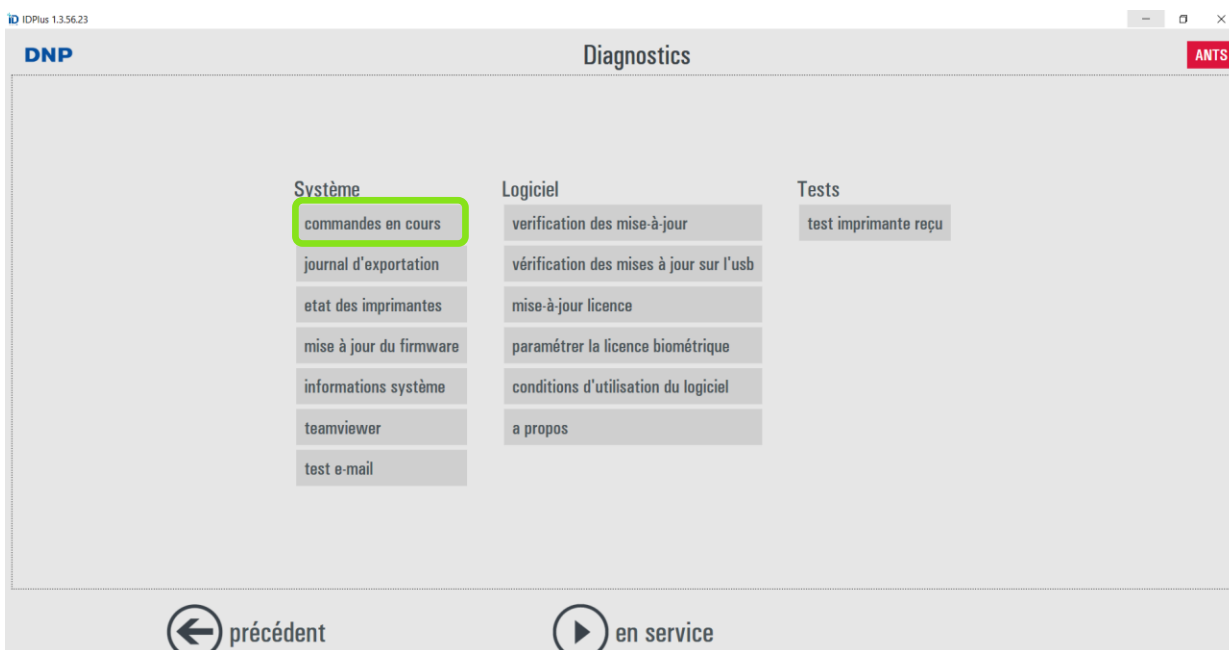 IDPlus 1.3.56.23
DNP
Diagnostics
ANTS
Système
commandes en cours
journal d'exportation
etat des imprimantes
mise à jour du firmware
informations système
teamviewer
test e-mail
Logiciel
verification des mise-à-jour
vérification des mises à jour sur l'usb
mise-à-jour licence
paramétrer la licence biométrique
conditions d'utilisation du logiciel
a propos
Tests
test imprimante reçu
précédent
en service